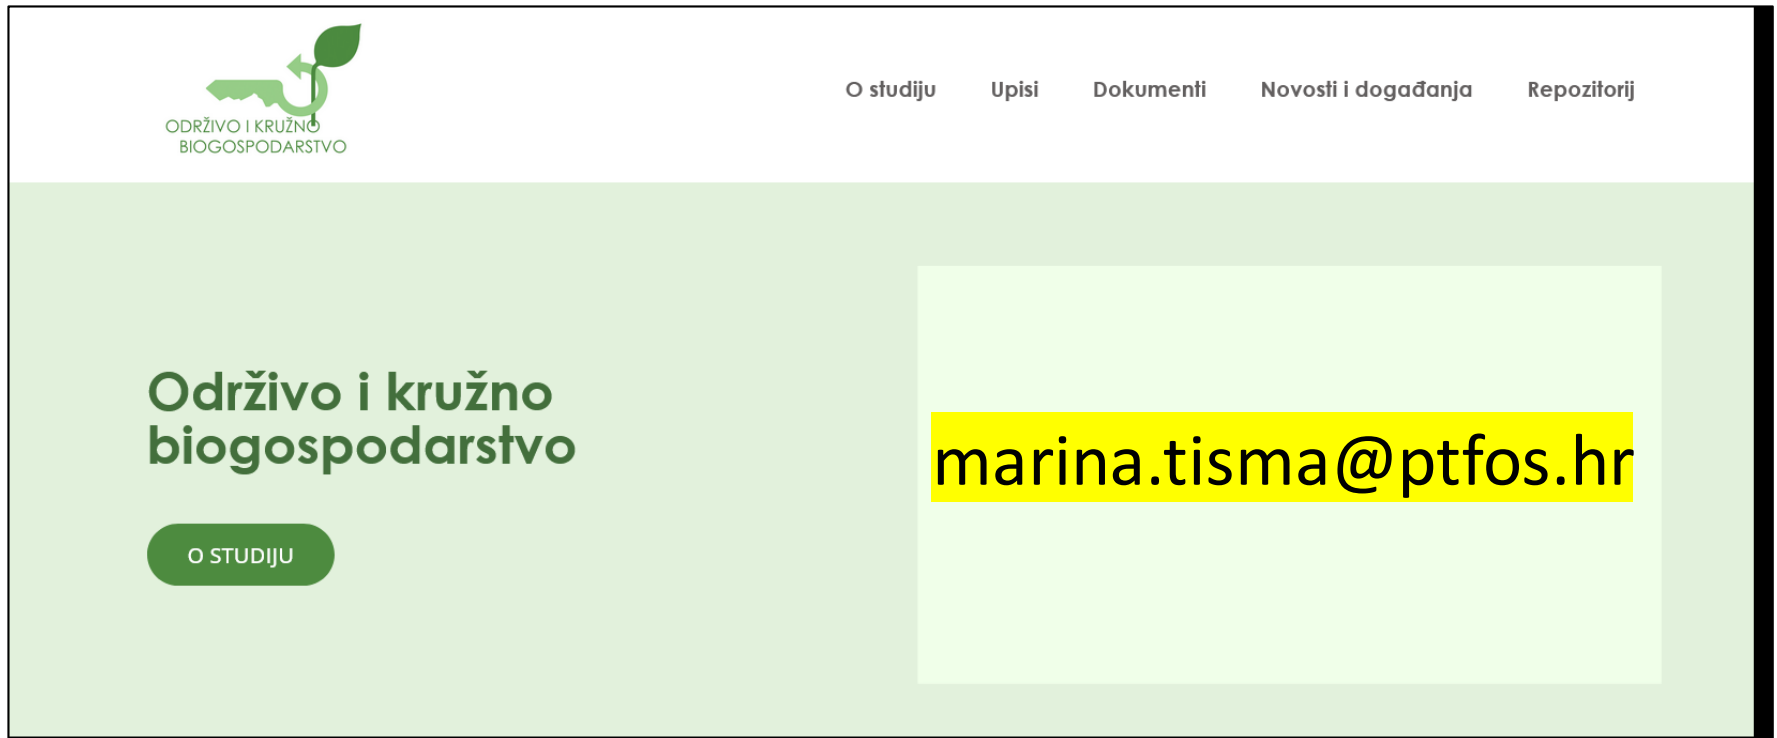 ODRŽIVO I KRUŽNO
BIOGOSPODARSTVO
O studiju Upisi Dokumenti Novosti i događanja Repozitorij
Održivo i kružno
biogospodarstvo
O STUDIJU
marina.tisma@ptfos.hr